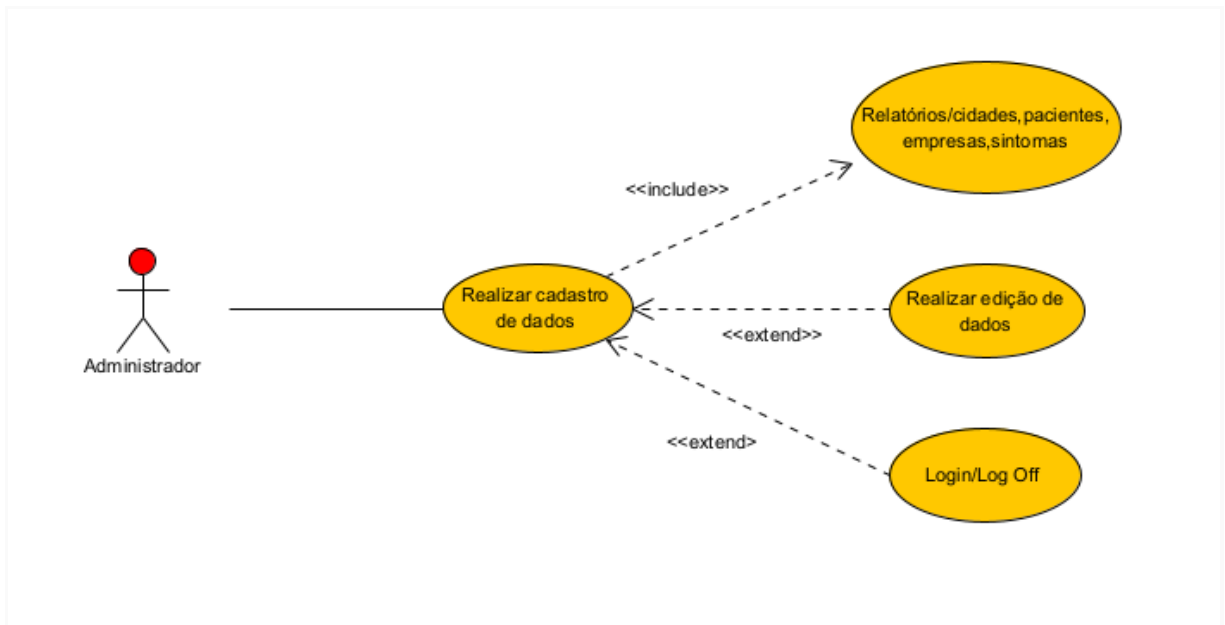 Relatórios/cidades,pacientes,
empresas,sintomas
<<include>>
Realizar cadastro
de dados
Realizar edição de
dados
<<extend>>
Administrador
<<extend>
Login/Log Off